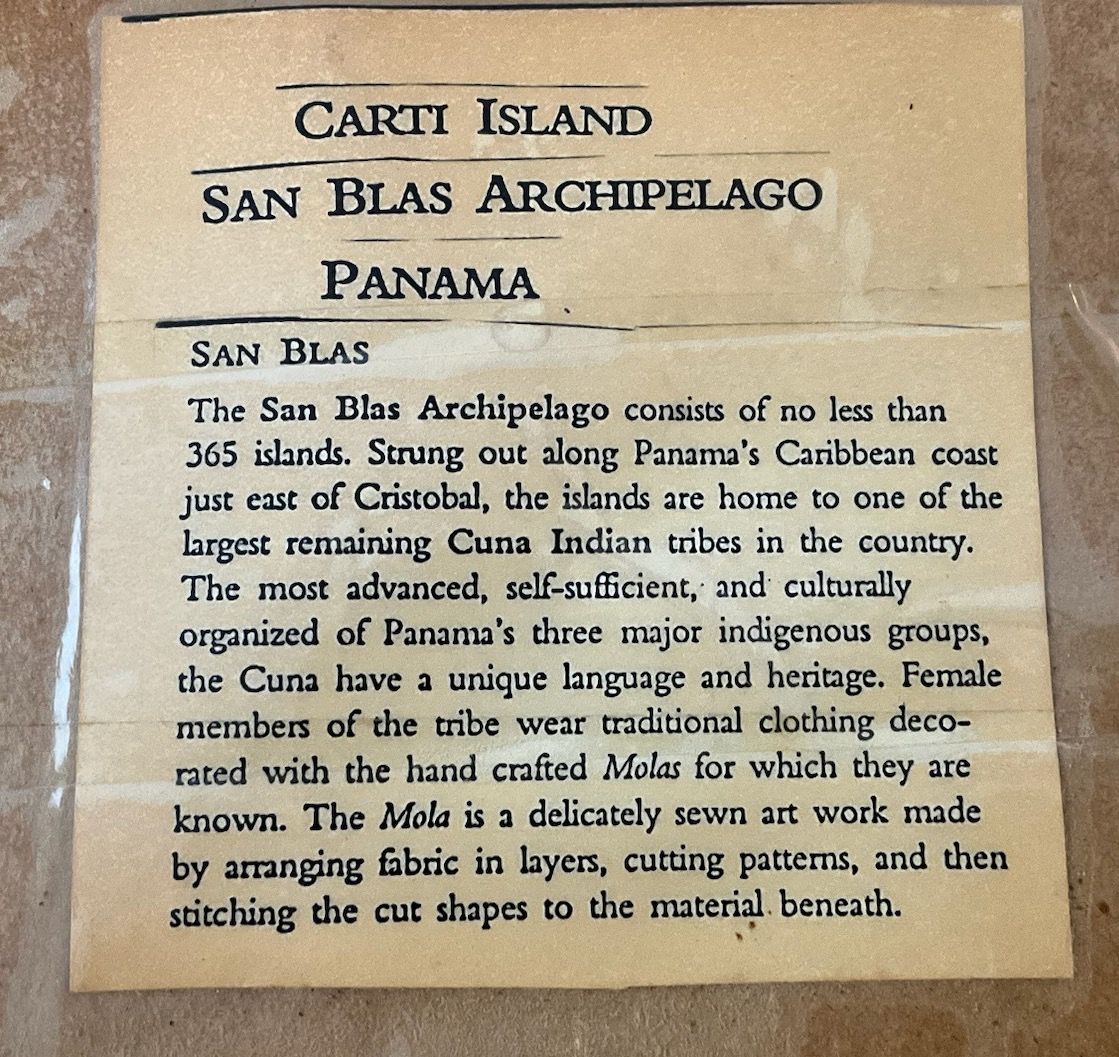 CARTI ISLAND
SAN BLAS ARCHIPELAGO
PANAMA
SAN BLAS
The San Blas Archipelago consists of no less than
365 islands. Strung out along Panama's Caribbean coast
just east of Cristobal, the islands are home to one of the
largest remaining Cuna Indian tribes in the country.
The most advanced, self-sufficient, and culturally
organized of Panama's three major indigenous groups,
the Cuna have a unique language and heritage. Female
members of the tribe wear traditional clothing deco-
rated with the hand crafted Molas for which they are
known. The Mola is a delicately sewn art work made
by arranging fabric in layers, cutting patterns, and then
stitching the cut shapes to the material beneath.